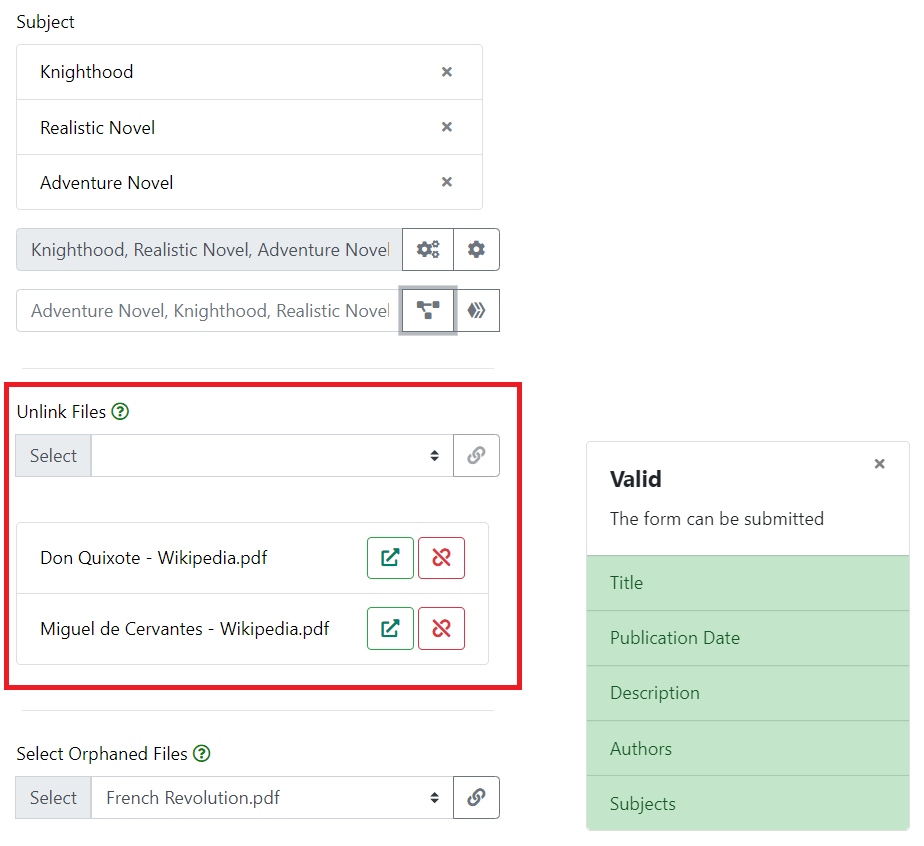 Subject
Knighthood
Realistic Novel
Adventure Novel
Knighthood, Realistic Novel, Adventure Novel
Adventure Novel, Knighthood, Realistic Novel
Unlink Files
Select
Don Quixote - Wikipedia.pdf
Miguel de Cervantes - Wikipedia.pdf
Select Orphaned Files
Select French Revolution.pdf
Valid
The form can be submitted
Title
Publication Date
Description
Authors
Subjects